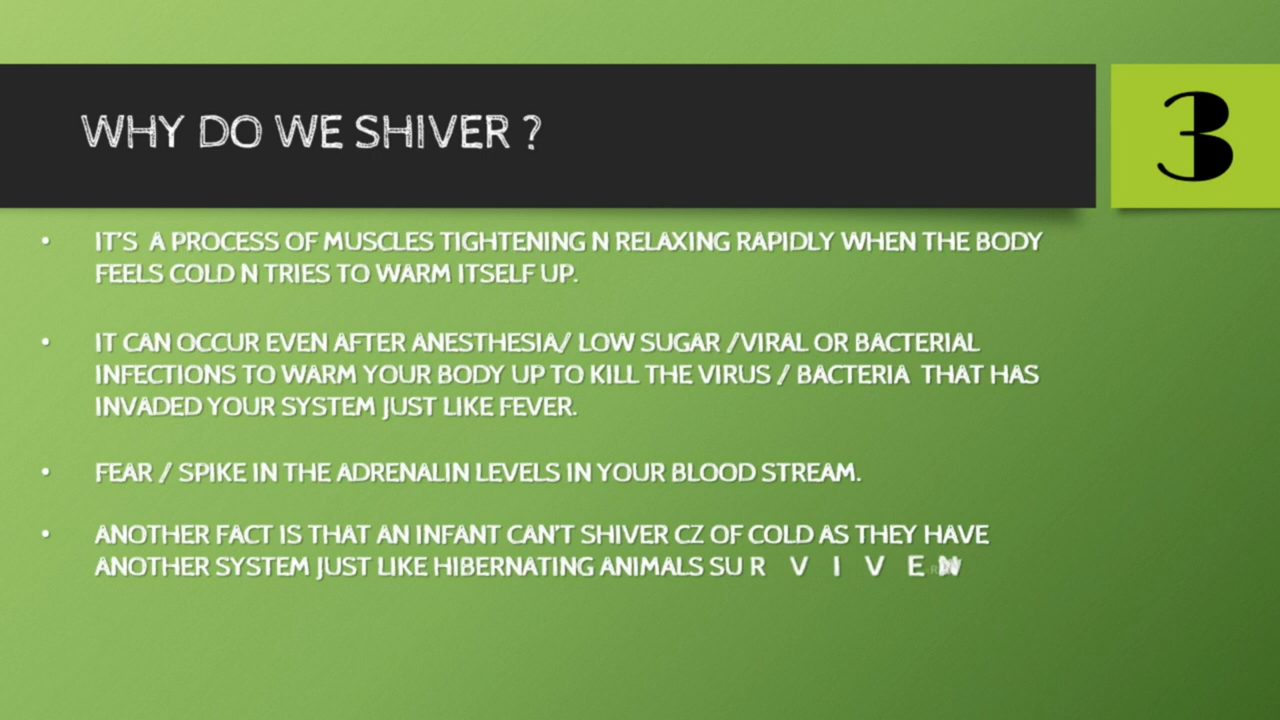 WHY DO WE SHIVER ?
3
• IT'S A PROCESS OF MUSCLES TIGHTENING N RELAXING RAPIDLY WHEN THE BODY
FEELS COLD N TRIES TO WARM ITSELF UP.
• IT CAN OCCUR EVEN AFTER ANESTHESIA/ LOW SUGAR /VIRAL OR BACTERIAL
INFECTIONS TO WARM YOUR BODY UP TO KILL THE VIRUS / BACTERIA THAT HAS
INVADED YOUR SYSTEM JUST LIKE FEVER.
• FEAR / SPIKE IN THE ADRENALIN LEVELS IN YOUR BLOOD STREAM.
• ANOTHER FACT IS THAT AN INFANT CAN'T SHIVER CZ OF COLD AS THEY HAVE
ANOTHER SYSTEM JUST LIKE HIBERNATING ANIMALS SU R V I V E